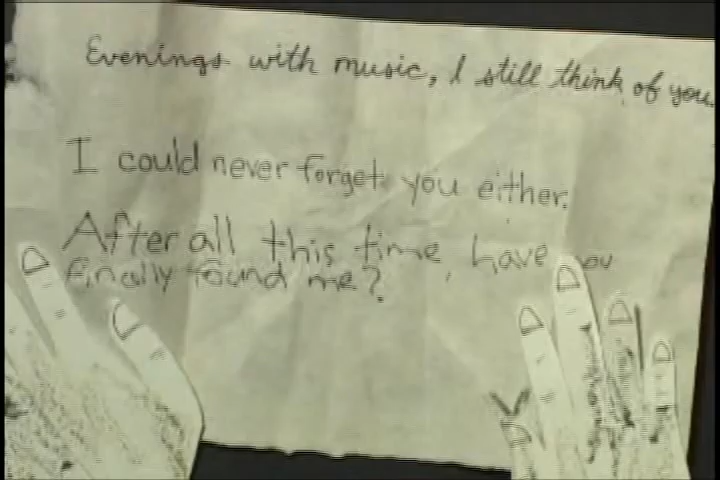 Evenings with music, I still think of you.
I could never forget you either.
After all this time, have you
finally found me?